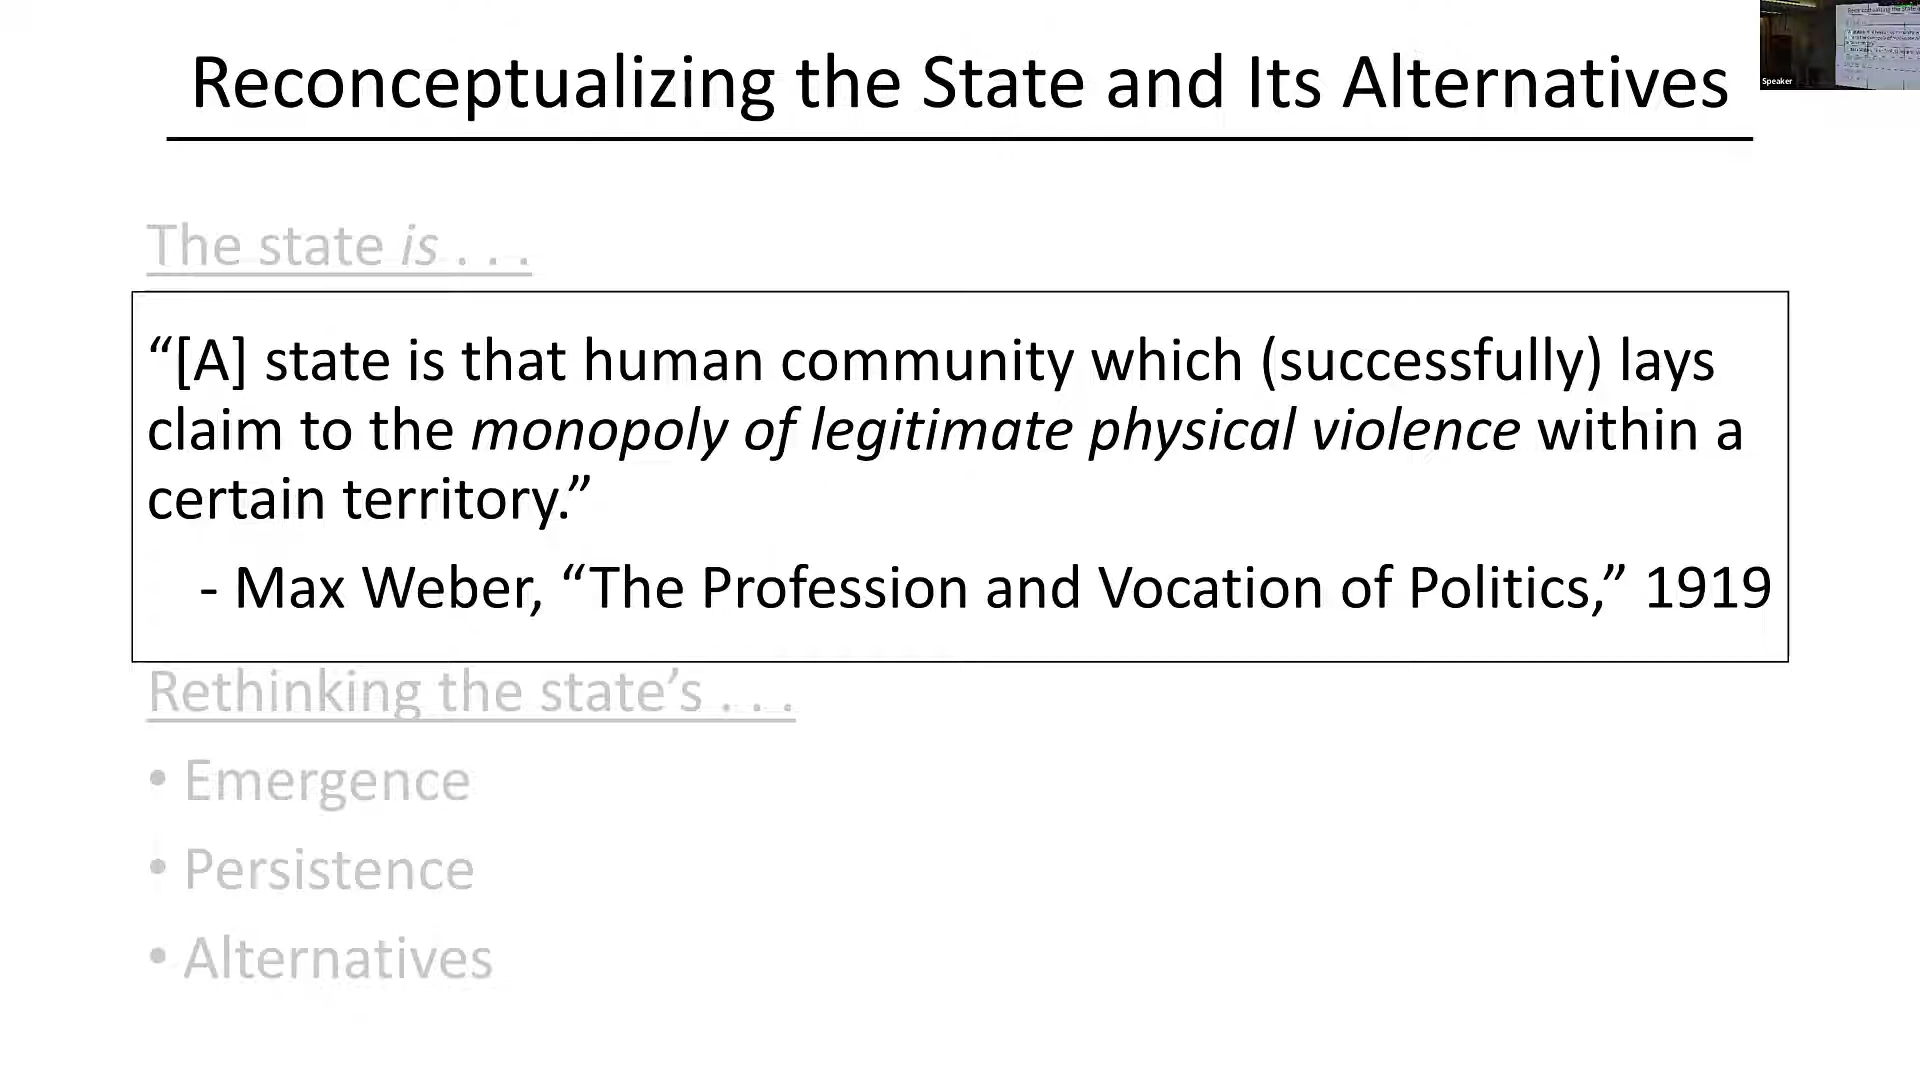 Reconceptualizing the State and Its Alternatives
Speaker
The state is . . .
“[A] state is that human community which (successfully) lays
claim to the monopoly of legitimate physical violence within a
certain territory.”
- Max Weber, “The Profession and Vocation of Politics,” 1919
Rethinking the state’s . . .
• Emergence
• Persistence
• Alternatives